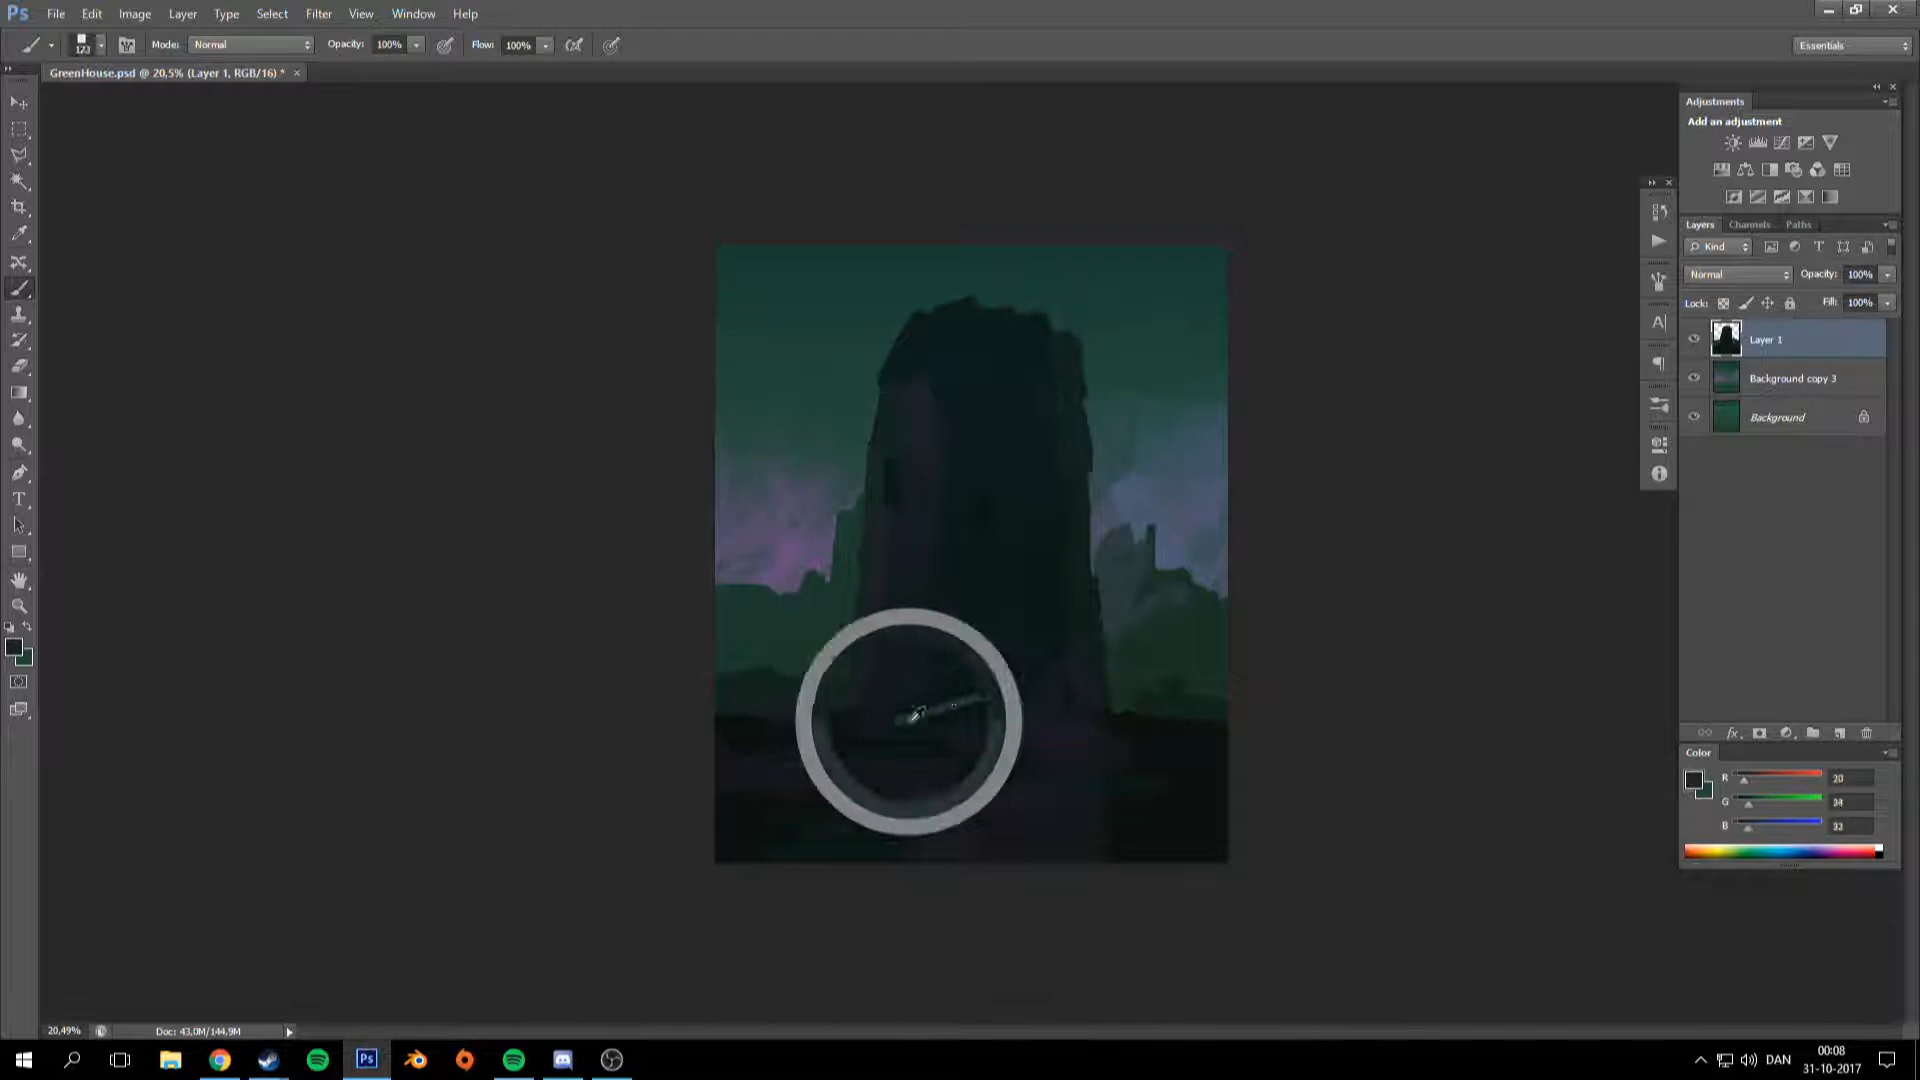 Ps File Edit Image Layer Type Select Filter View Window Help
123 Mode: Normal Opacity: 100% Flow: 100% Essentials
GreenHouse.psd @ 20,5% (Layer 1, RGB/16) * ×
Adjustments
Add an adjustment
Layers Channels Paths
Kind
Normal Opacity: 100%
Lock: Fill: 100%
Layer 1
Background copy 3
Background
Color
R 20
G 34
B 32
20,49% Doc: 43,0M/144,9M
Ps DAN 00:08
31-10-2017